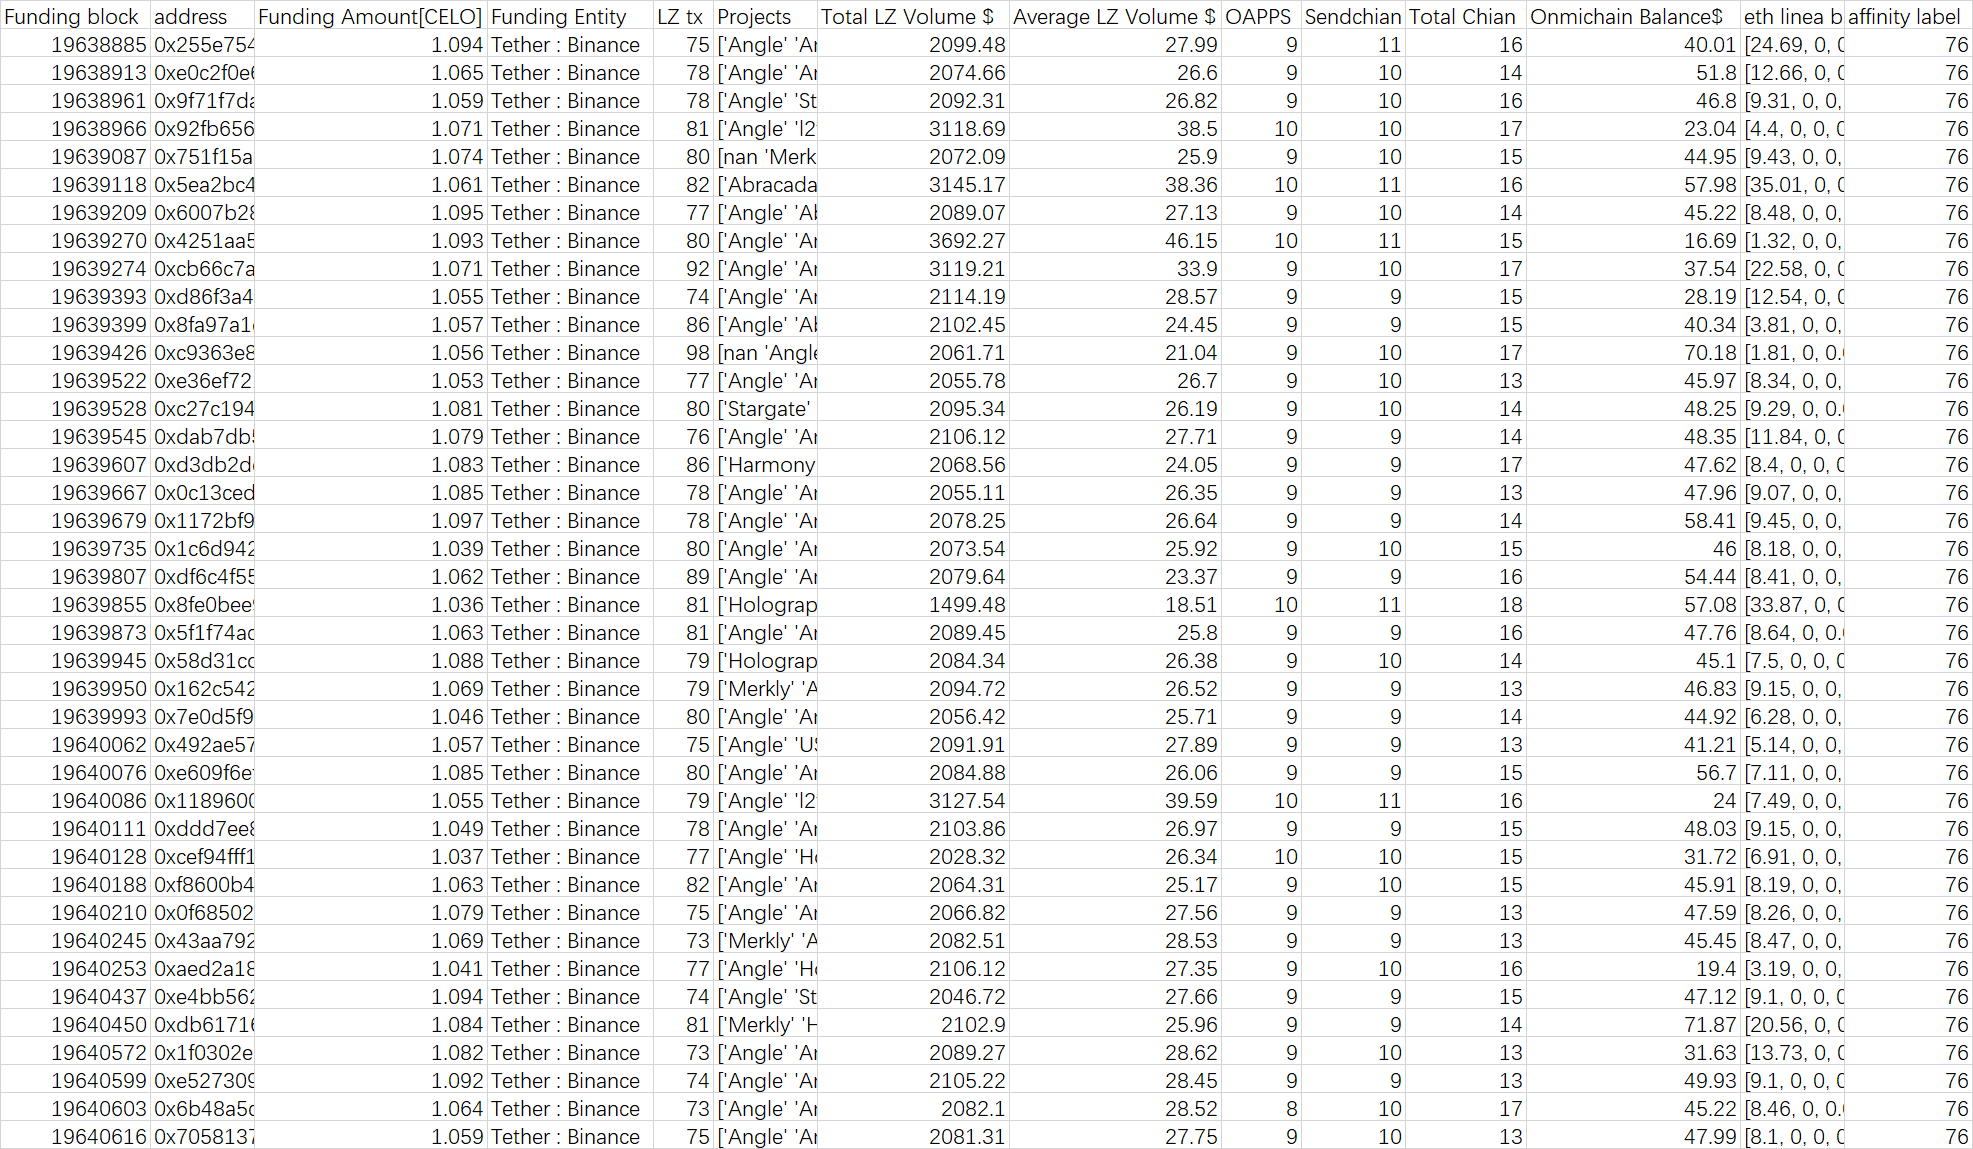 Funding block address Funding Amount[CELO] Funding Entity LZ tx Projects Total LZ Volume $ Average LZ Volume $ OAPPS Sendchian Total Chian Onmichain Balance$ eth linea b affinity label
19638885 0x255e754 1.094 Tether : Binance 75 ['Angle' 'Ar 2099.48 27.99 9 11 16 40.01 [24.69, 0, 0 76
19638913 0xe0c2f0e6 1.065 Tether : Binance 78 ['Angle' 'Ar 2074.66 26.6 9 10 14 51.8 [12.66, 0, 0 76
19638961 0x9f71f7da 1.059 Tether : Binance 78 ['Angle' 'St 2092.31 26.82 9 10 16 46.8 [9.31, 0, 0, 76
19638966 0x92fb656 1.071 Tether : Binance 81 ['Angle' 'l2 3118.69 38.5 10 10 17 23.04 [4.4, 0, 0, 0 76
19639087 0x751f15a 1.074 Tether : Binance 80 [nan 'Merk 2072.09 25.9 9 10 15 44.95 [9.43, 0, 0, 76
19639118 0x5ea2bc4 1.061 Tether : Binance 82 ['Abracada 3145.17 38.36 10 11 16 57.98 [35.01, 0, 0 76
19639209 0x6007b28 1.095 Tether : Binance 77 ['Angle' 'Ab 2089.07 27.13 9 10 14 45.22 [8.48, 0, 0, 76
19639270 0x4251aa5 1.093 Tether : Binance 80 ['Angle' 'Ar 3692.27 46.15 10 11 15 16.69 [1.32, 0, 0, 76
19639274 0xcb66c7a 1.071 Tether : Binance 92 ['Angle' 'Ar 3119.21 33.9 9 10 17 37.54 [22.58, 0, 0 76
19639393 0xd86f3a4 1.055 Tether : Binance 74 ['Angle' 'Ar 2114.19 28.57 9 9 15 28.19 [12.54, 0, 0 76
19639399 0x8fa97a1 1.057 Tether : Binance 86 ['Angle' 'Ab 2102.45 24.45 9 9 15 40.34 [3.81, 0, 0, 76
19639426 0xc9363e8 1.056 Tether : Binance 98 [nan 'Angle 2061.71 21.04 9 10 17 70.18 [1.81, 0, 0. 76
19639522 0xe36ef72 1.053 Tether : Binance 77 ['Angle' 'Ar 2055.78 26.7 9 10 13 45.97 [8.34, 0, 0, 76
19639528 0xc27c194 1.081 Tether : Binance 80 ['Stargate' 2095.34 26.19 9 10 14 48.25 [9.29, 0, 0. 76
19639545 0xdab7db5 1.079 Tether : Binance 76 ['Angle' 'Ar 2106.12 27.71 9 9 14 48.35 [11.84, 0, 0 76
19639607 0xd3db2d 1.083 Tether : Binance 86 ['Harmony 2068.56 24.05 9 9 17 47.62 [8.4, 0, 0, 0 76
19639667 0x0c13ced 1.085 Tether : Binance 78 ['Angle' 'Ar 2055.11 26.35 9 9 13 47.96 [9.07, 0, 0, 76
19639679 0x1172bf9 1.097 Tether : Binance 78 ['Angle' 'Ar 2078.25 26.64 9 9 14 58.41 [9.45, 0, 0, 76
19639735 0x1c6d942 1.039 Tether : Binance 80 ['Angle' 'Ar 2073.54 25.92 9 10 15 46 [8.18, 0, 0, 76
19639807 0xdf6c4f55 1.062 Tether : Binance 89 ['Angle' 'Ar 2079.64 23.37 9 9 16 54.44 [8.41, 0, 0, 76
19639855 0x8fe0bee 1.036 Tether : Binance 81 ['Holograp 1499.48 18.51 10 11 18 57.08 [33.87, 0, 0 76
19639873 0x5f1f74ac 1.063 Tether : Binance 81 ['Angle' 'Ar 2089.45 25.8 9 9 16 47.76 [8.64, 0, 0. 76
19639945 0x58d31cc 1.088 Tether : Binance 79 ['Holograp 2084.34 26.38 9 10 14 45.1 [7.5, 0, 0, 0 76
19639950 0x162c542 1.069 Tether : Binance 79 ['Merkly' 'A 2094.72 26.52 9 9 13 46.83 [9.15, 0, 0, 76
19639993 0x7e0d5f9 1.046 Tether : Binance 80 ['Angle' 'Ar 2056.42 25.71 9 9 14 44.92 [6.28, 0, 0, 76
19640062 0x492ae57 1.057 Tether : Binance 75 ['Angle' 'US 2091.91 27.89 9 9 13 41.21 [5.14, 0, 0, 76
19640076 0xe609f6e 1.085 Tether : Binance 80 ['Angle' 'Ar 2084.88 26.06 9 9 15 56.7 [7.11, 0, 0, 76
19640086 0x1189600 1.055 Tether : Binance 79 ['Angle' 'l2 3127.54 39.59 10 11 16 24 [7.49, 0, 0, 76
19640111 0xddd7ee8 1.049 Tether : Binance 78 ['Angle' 'Ar 2103.86 26.97 9 9 15 48.03 [9.15, 0, 0, 76
19640128 0xcef94fff1 1.037 Tether : Binance 77 ['Angle' 'Ho 2028.32 26.34 10 10 15 31.72 [6.91, 0, 0, 76
19640188 0xf8600b4 1.063 Tether : Binance 82 ['Angle' 'Ar 2064.31 25.17 9 10 15 45.91 [8.19, 0, 0, 76
19640210 0x0f68502 1.079 Tether : Binance 75 ['Angle' 'Ar 2066.82 27.56 9 9 13 47.59 [8.26, 0, 0, 76
19640245 0x43aa792 1.069 Tether : Binance 73 ['Merkly' 'A 2082.51 28.53 9 9 13 45.45 [8.47, 0, 0, 76
19640253 0xaed2a18 1.041 Tether : Binance 77 ['Angle' 'Ho 2106.12 27.35 9 10 16 19.4 [3.19, 0, 0, 76
19640437 0xe4bb562 1.094 Tether : Binance 74 ['Angle' 'St 2046.72 27.66 9 9 15 47.12 [9.1, 0, 0, 0 76
19640450 0xdb61716 1.084 Tether : Binance 81 ['Merkly' 'H 2102.9 25.96 9 9 14 71.87 [20.56, 0, 0 76
19640572 0x1f0302e 1.082 Tether : Binance 73 ['Angle' 'Ar 2089.27 28.62 9 10 13 31.63 [13.73, 0, 0 76
19640599 0xe527309 1.092 Tether : Binance 74 ['Angle' 'Ar 2105.22 28.45 9 9 13 49.93 [9.1, 0, 0, 0 76
19640603 0x6b48a5c 1.064 Tether : Binance 73 ['Angle' 'Ar 2082.1 28.52 8 10 17 45.22 [8.46, 0, 0. 76
19640616 0x7058137 1.059 Tether : Binance 75 ['Angle' 'Ar 2081.31 27.75 9 10 13 47.99 [8.1, 0, 0, 0 76